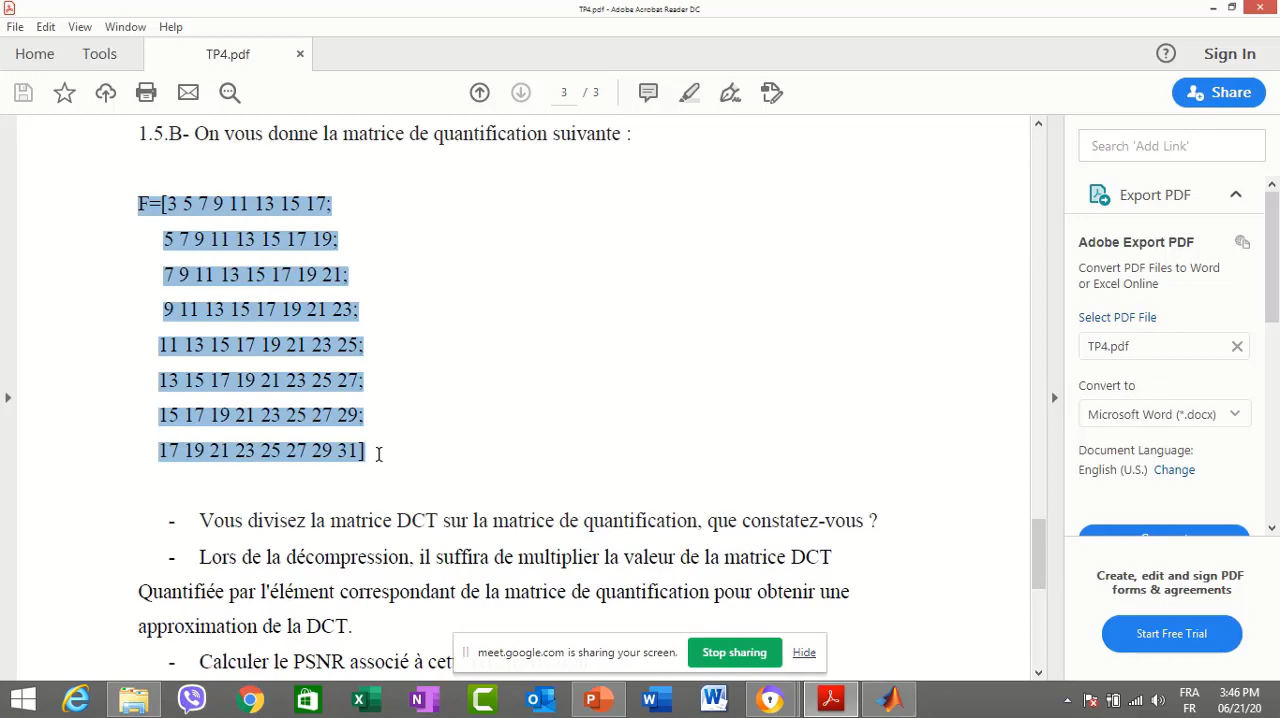 TP4.pdf - Adobe Acrobat Reader DC
File Edit View Window Help
Home Tools TP4.pdf × Sign In
3 / 3 Share
1.5.B- On vous donne la matrice de quantification suivante :
F=[3 5 7 9 11 13 15 17;
5 7 9 11 13 15 17 19;
7 9 11 13 15 17 19 21;
9 11 13 15 17 19 21 23;
11 13 15 17 19 21 23 25;
13 15 17 19 21 23 25 27;
15 17 19 21 23 25 27 29;
17 19 21 23 25 27 29 31]
- Vous divisez la matrice DCT sur la matrice de quantification, que constatez-vous ?
- Lors de la décompression, il suffira de multiplier la valeur de la matrice DCT
Quantifiée par l'élément correspondant de la matrice de quantification pour obtenir une
approximation de la DCT.
- Calculer le PSNR associé à cet
meet.google.com is sharing your screen. Stop sharing Hide
Search 'Add Link'
Export PDF
Adobe Export PDF
Convert PDF Files to Word
or Excel Online
Select PDF File
TP4.pdf
Convert to
Microsoft Word (*.docx)
Document Language:
English (U.S.) Change
Create, edit and sign PDF
forms & agreements
Start Free Trial
FRA 3:46 PM
FR 06/21/20